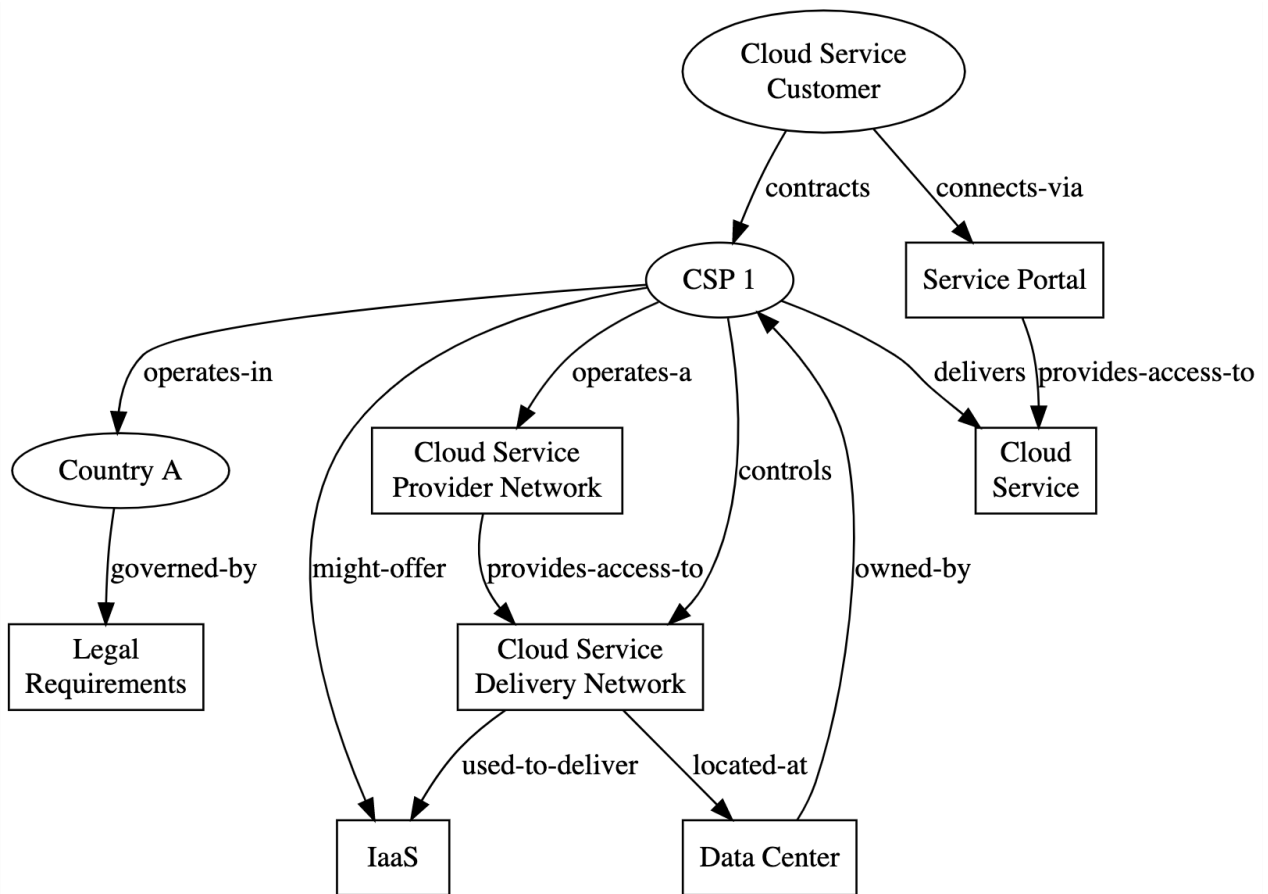 Cloud Service
Customer
contracts
connects-via
CSP 1
Service Portal
operates-in
operates-a
delivers
provides-access-to
Country A
Cloud Service
Provider Network
controls
Cloud
Service
governed-by
might-offer
provides-access-to
owned-by
Legal
Requirements
Cloud Service
Delivery Network
used-to-deliver
located-at
IaaS
Data Center